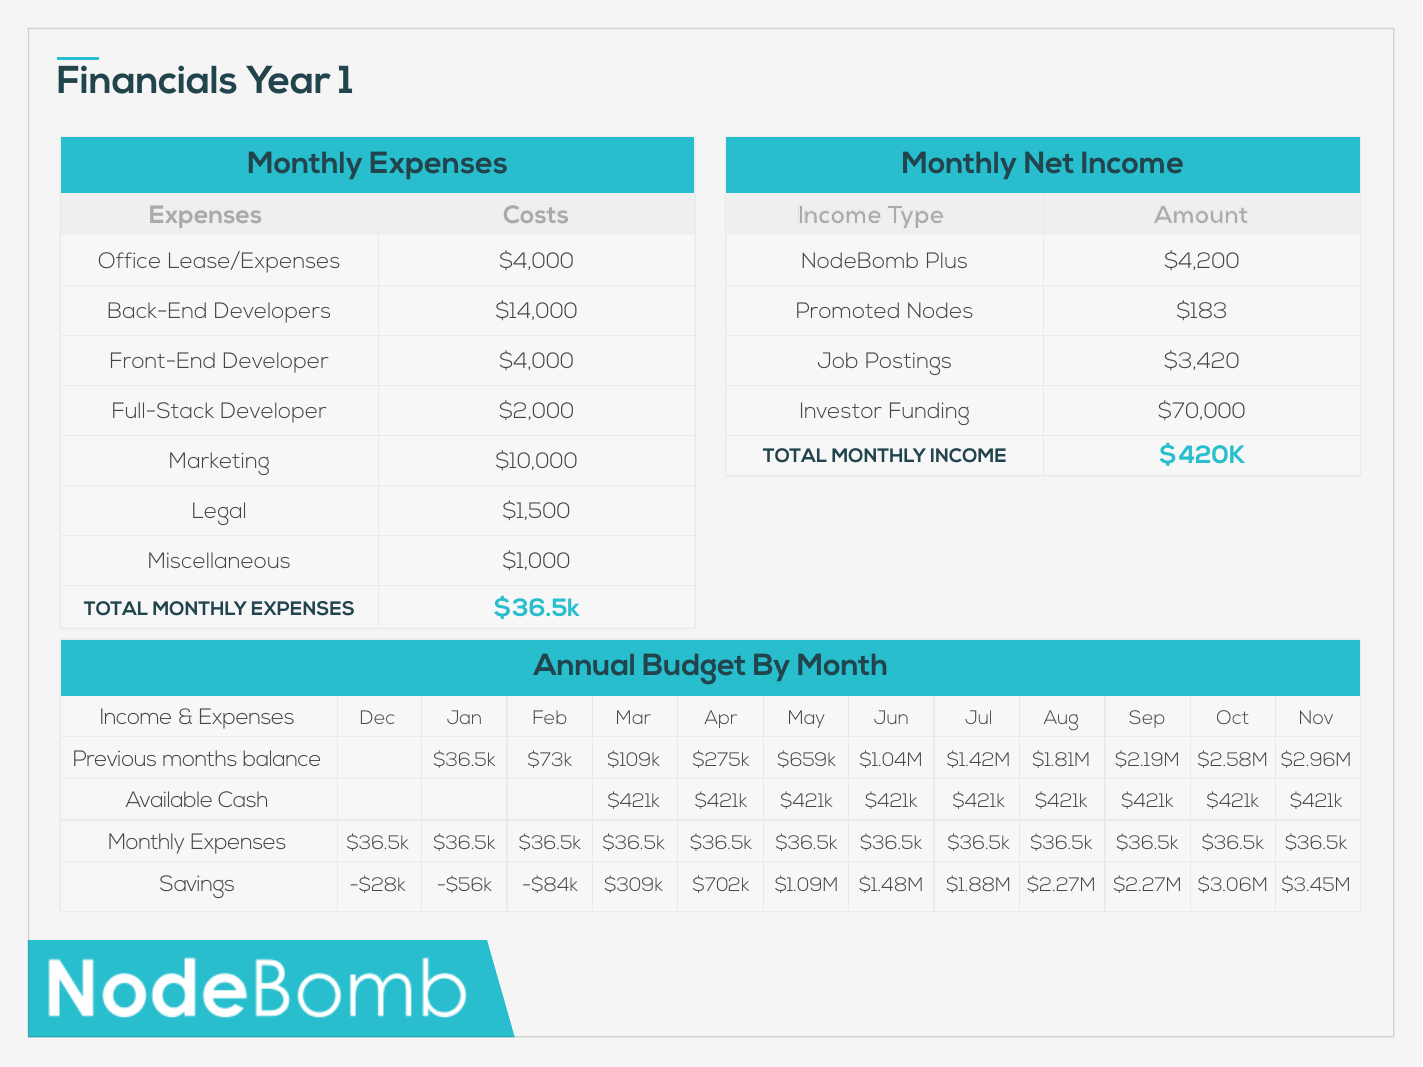 Financials Year 1
Monthly Expenses
Expenses Costs
Office Lease/Expenses $4,000
Back-End Developers $14,000
Front-End Developer $4,000
Full-Stack Developer $2,000
Marketing $10,000
Legal $1,500
Miscellaneous $1,000
TOTAL MONTHLY EXPENSES $36.5k
Monthly Net Income
Income Type Amount
NodeBomb Plus $4,200
Promoted Nodes $183
Job Postings $3,420
Investor Funding $70,000
TOTAL MONTHLY INCOME $420K
Annual Budget By Month
Income & Expenses Dec Jan Feb Mar Apr May Jun Jul Aug Sep Oct Nov
Previous months balance $36.5k $73k $109k $275k $659k $1.04M $1.42M $1.81M $2.19M $2.58M $2.96M
Available Cash $421k $421k $421k $421k $421k $421k $421k $421k $421k
Monthly Expenses $36.5k $36.5k $36.5k $36.5k $36.5k $36.5k $36.5k $36.5k $36.5k $36.5k $36.5k $36.5k
Savings -$28k -$56k -$84k $309k $702k $1.09M $1.48M $1.88M $2.27M $2.27M $3.06M $3.45M
NodeBomb